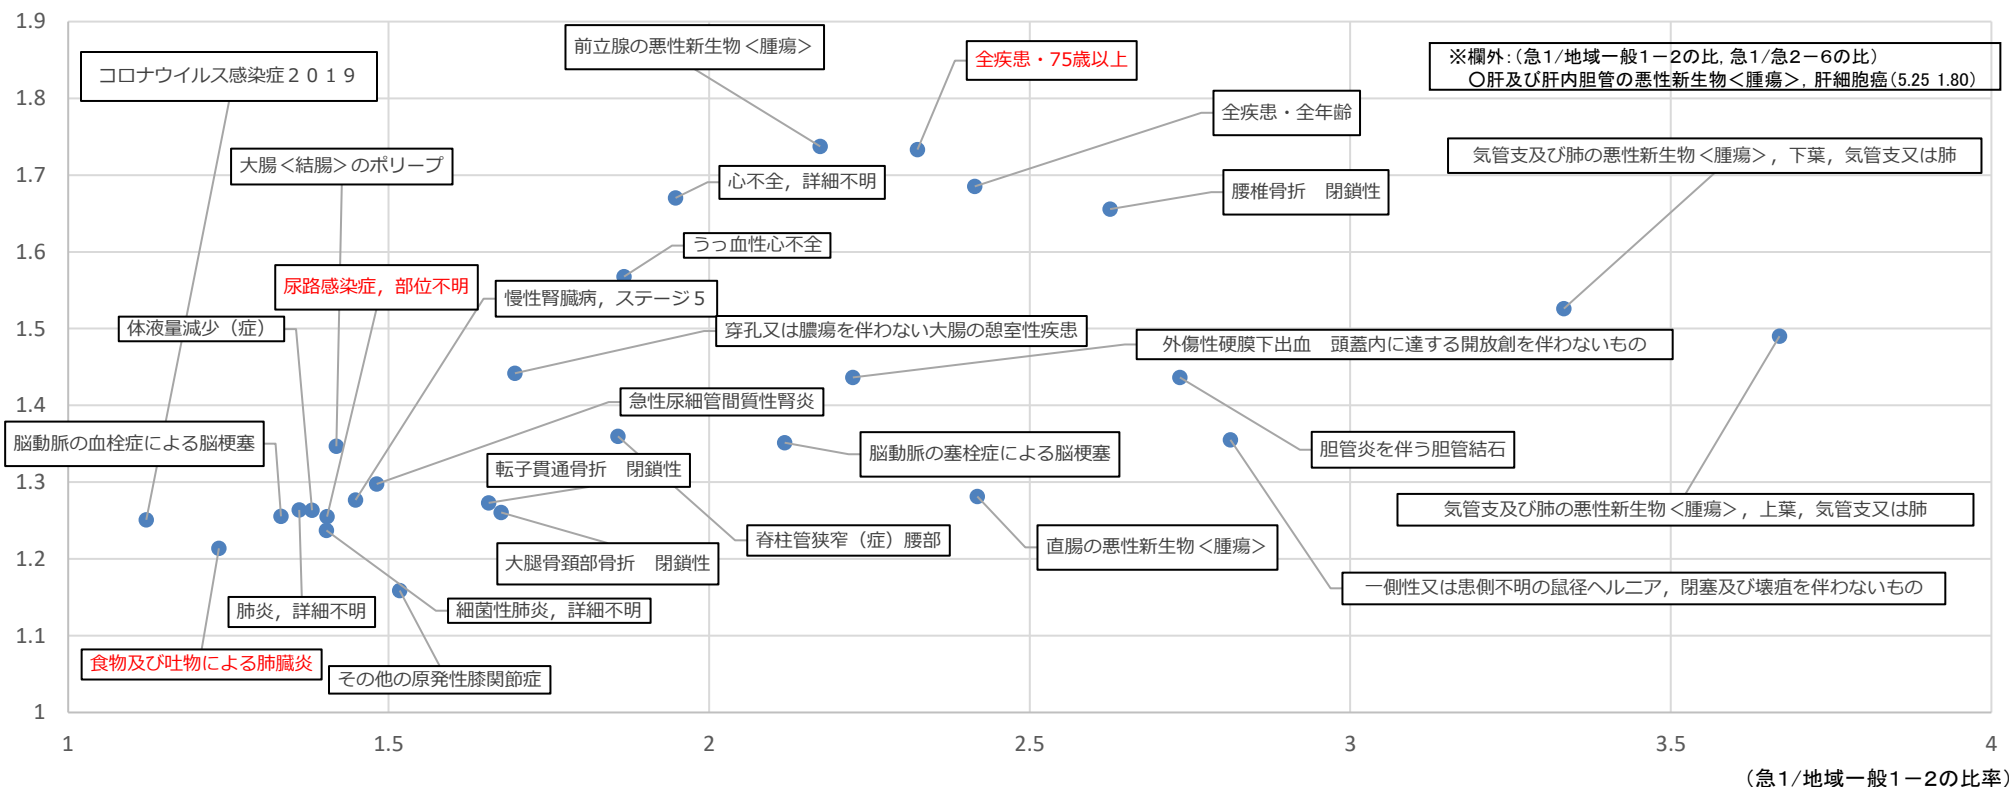 1.9
前立腺の悪性新生物＜腫瘍＞
全疾患・75歳以上
※欄外：（急1/地域一般1－2の比，急1/急2－6の比）
〇肝及び肝内胆管の悪性新生物＜腫瘍＞，肝細胞癌（5.25 1.80）
コロナウイルス感染症２０１９
1.8
全疾患・全年齢
大腸＜結腸＞のポリープ
気管支及び肺の悪性新生物＜腫瘍＞，下葉，気管支又は肺
1.7
心不全，詳細不明
腰椎骨折　閉鎖性
1.6
うっ血性心不全
尿路感染症，部位不明
慢性腎臓病，ステージ５
1.5
体液量減少（症）
穿孔又は膿瘍を伴わない大腸の憩室性疾患
外傷性硬膜下出血　頭蓋内に達する開放創を伴わないもの
1.4
急性尿細管間質性腎炎
脳動脈の血栓症による脳梗塞
脳動脈の塞栓症による脳梗塞
胆管炎を伴う胆管結石
転子貫通骨折　閉鎖性
1.3
気管支及び肺の悪性新生物＜腫瘍＞，上葉，気管支又は肺
脊柱管狭窄（症）腰部
直腸の悪性新生物＜腫瘍＞
1.2
大腿骨頚部骨折　閉鎖性
一側性又は患側不明の鼠径ヘルニア，閉塞及び壊疽を伴わないもの
肺炎，詳細不明
細菌性肺炎，詳細不明
1.1
食物及び吐物による肺臓炎
その他の原発性膝関節症
1
1
1.5
2
2.5
3
3.5
4
（急1/地域一般1－2の比率）